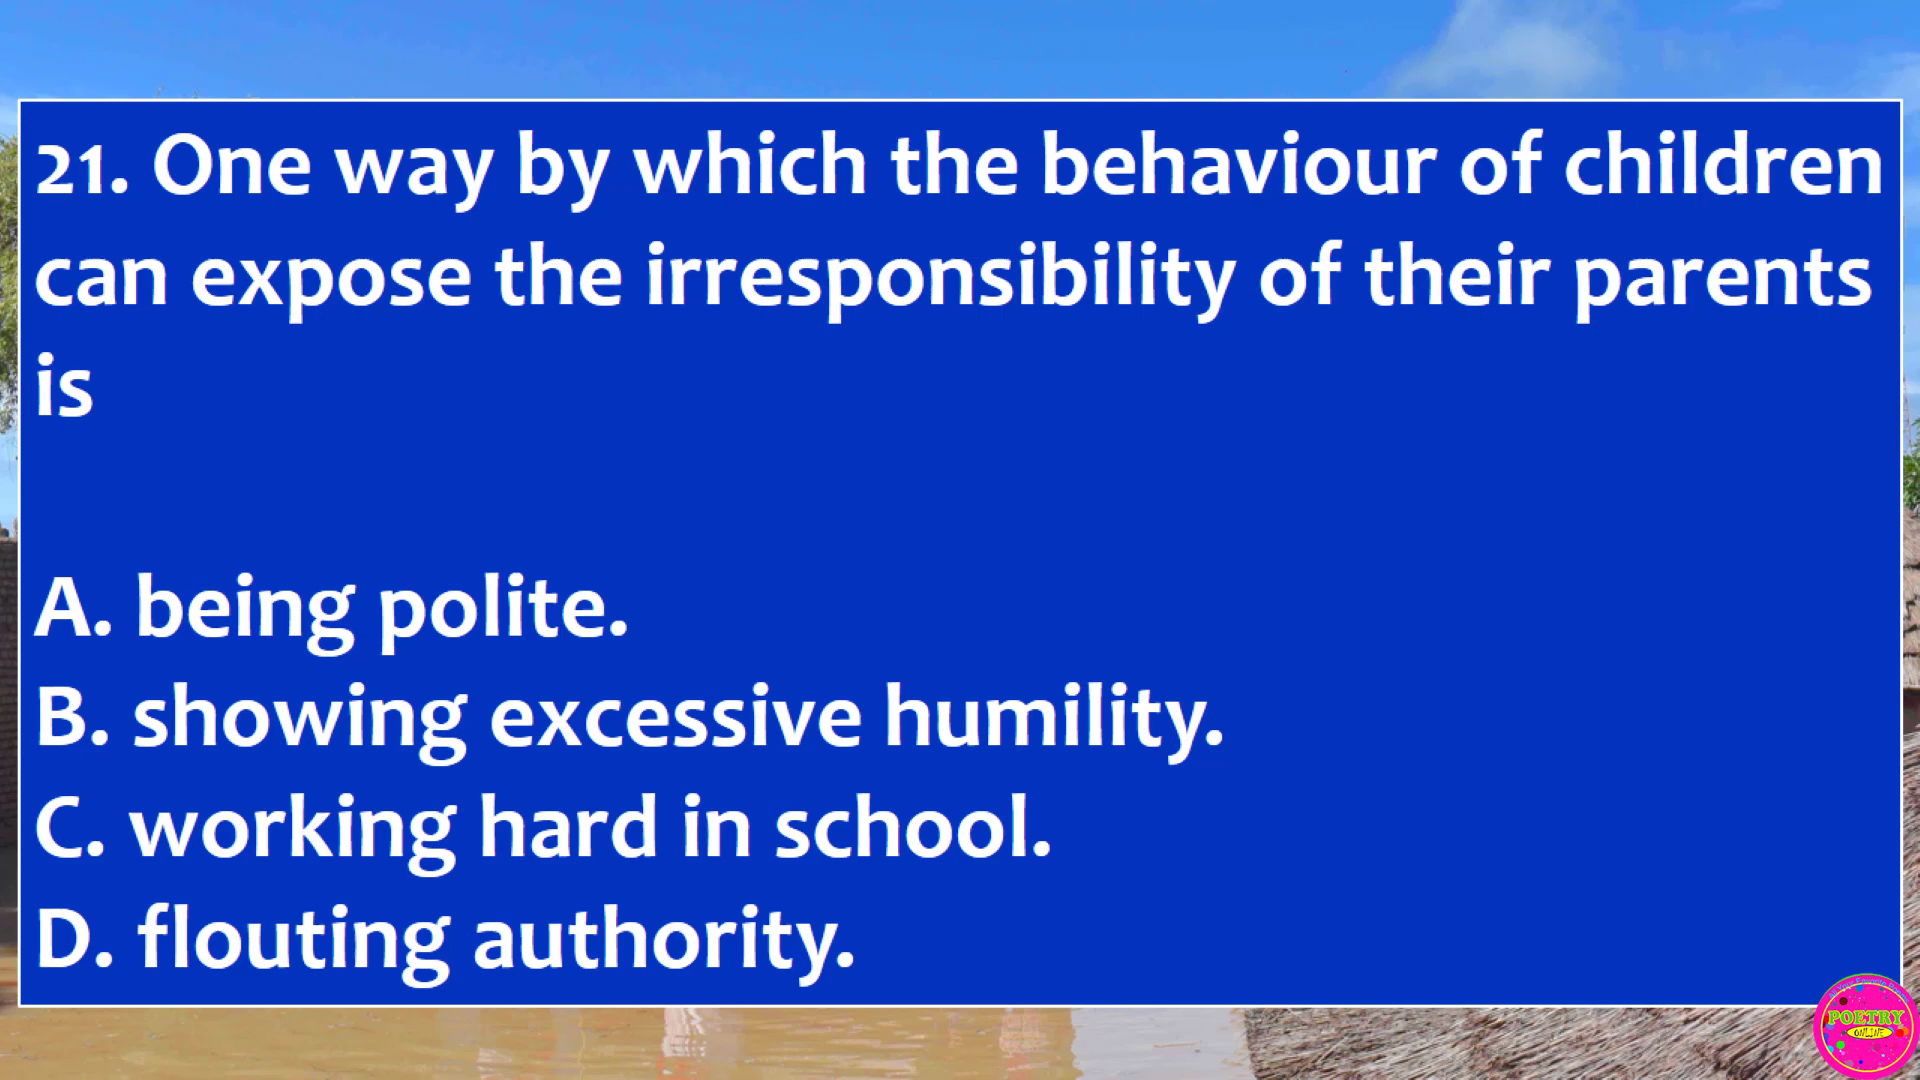 21. One way by which the behaviour of children
can expose the irresponsibility of their parents
is
A. being polite.
B. showing excessive humility.
C. working hard in school.
D. flouting authority.
POETRY
ONLINE